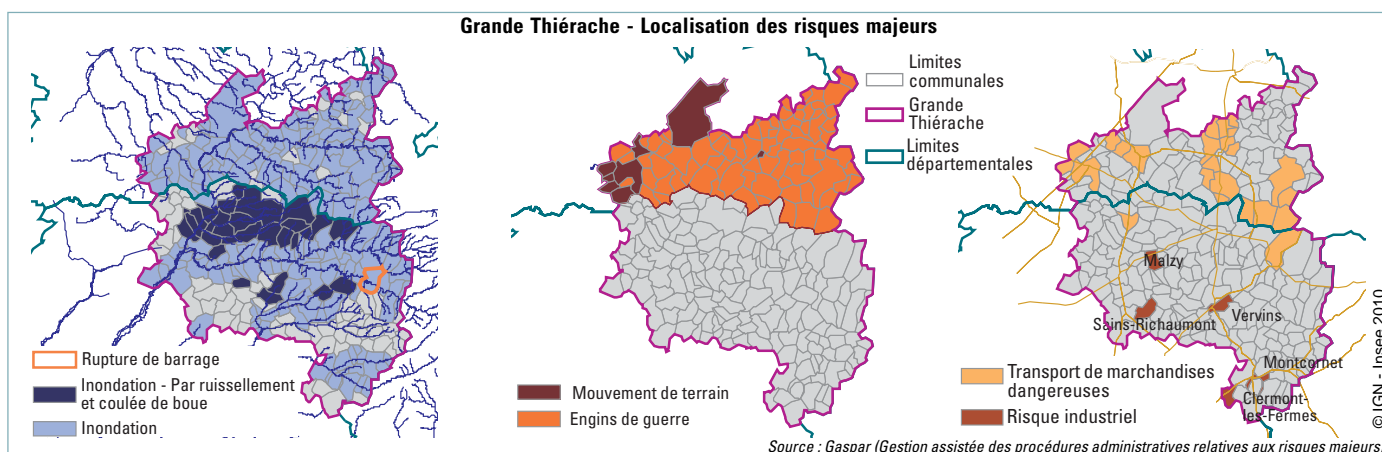 Grande Thiérache - Localisation des risques majeurs
Rupture de barrage
Inondation - Par ruissellement
et coulée de boue
Inondation
Limites
communales
Grande
Thiérache
Limites
départementales
Mouvement de terrain
Engins de guerre
Malzy
Sains-Richaumont
Vervins
Montcornet
Clermont-
les-Fermes
Transport de marchandises
dangereuses
Risque industriel
© IGN - Insee 2010
Source : Gaspar (Gestion assistée des procédures administratives relatives aux risques majeurs)